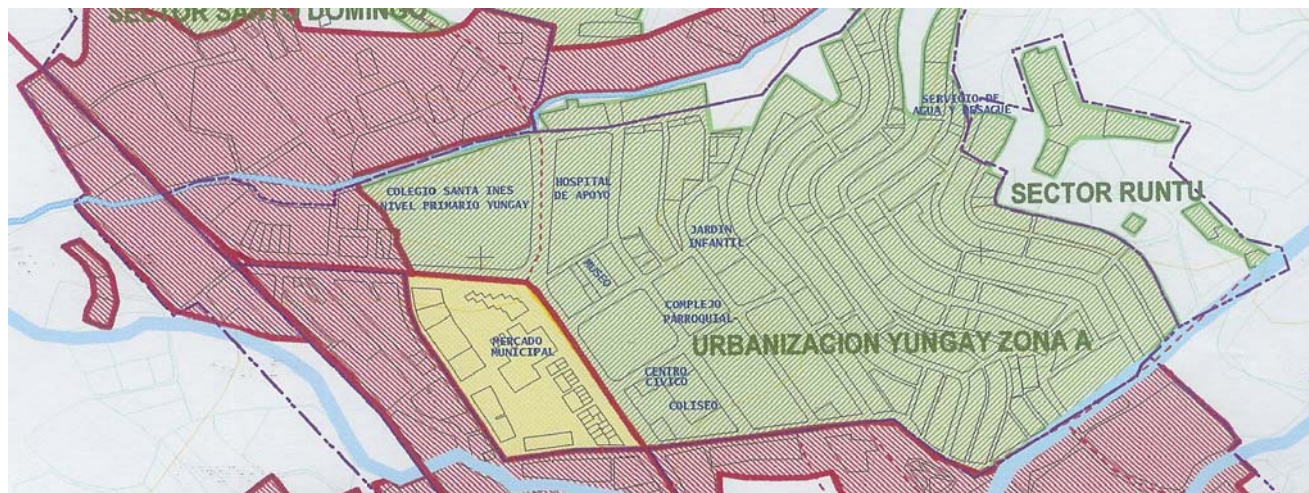 SECTOR SANTO DOMINGO
SERVICIO DE
AGUA Y DESAGUE
COLEGIO SANTA INES
NIVEL PRIMARIO YUNGAY
HOSPITAL
DE APOYO
SECTOR RUNTU
JARDIN
INFANTIL
MUSEO
COMPLEJO
PARROQUIAL
MERCADO
MUNICIPAL
URBANIZACION YUNGAY ZONA A
CENTRO
CIVICO
COLISEO